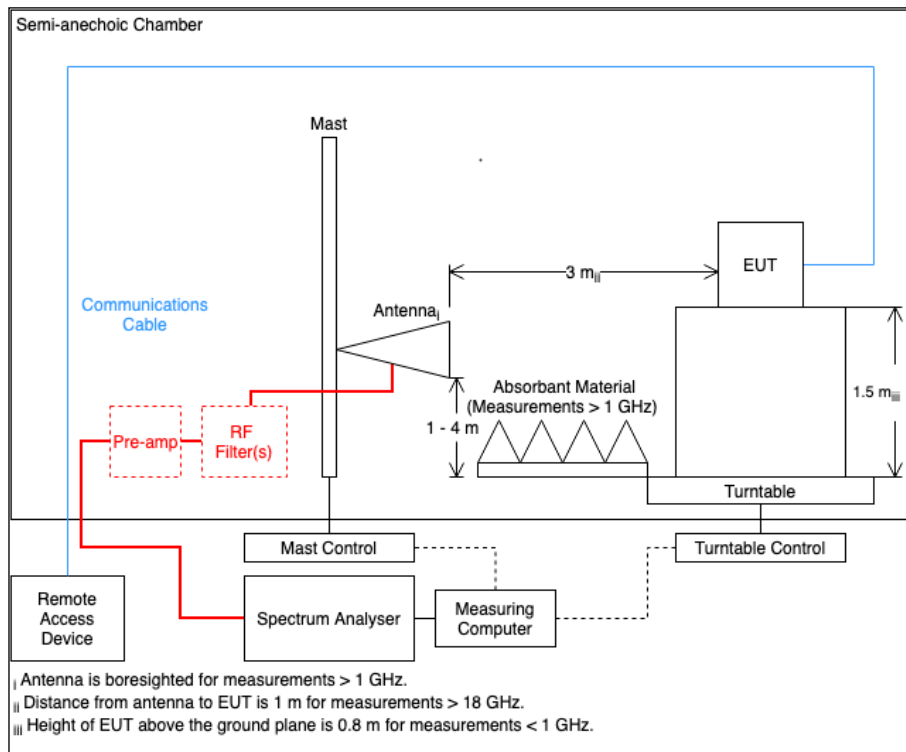 Semi-anechoic Chamber
Mast
EUT
3 mii
Communications
Cable
Antennai
Absorbant Material
(Measurements > 1 GHz)
1.5 miii
1 - 4 m
Pre-amp
RF
Filter(s)
Turntable
Mast Control
Turntable Control
Remote
Access
Device
Spectrum Analyser
Measuring
Computer
i Antenna is boresighted for measurements > 1 GHz.
ii Distance from antenna to EUT is 1 m for measurements > 18 GHz.
iii Height of EUT above the ground plane is 0.8 m for measurements < 1 GHz.